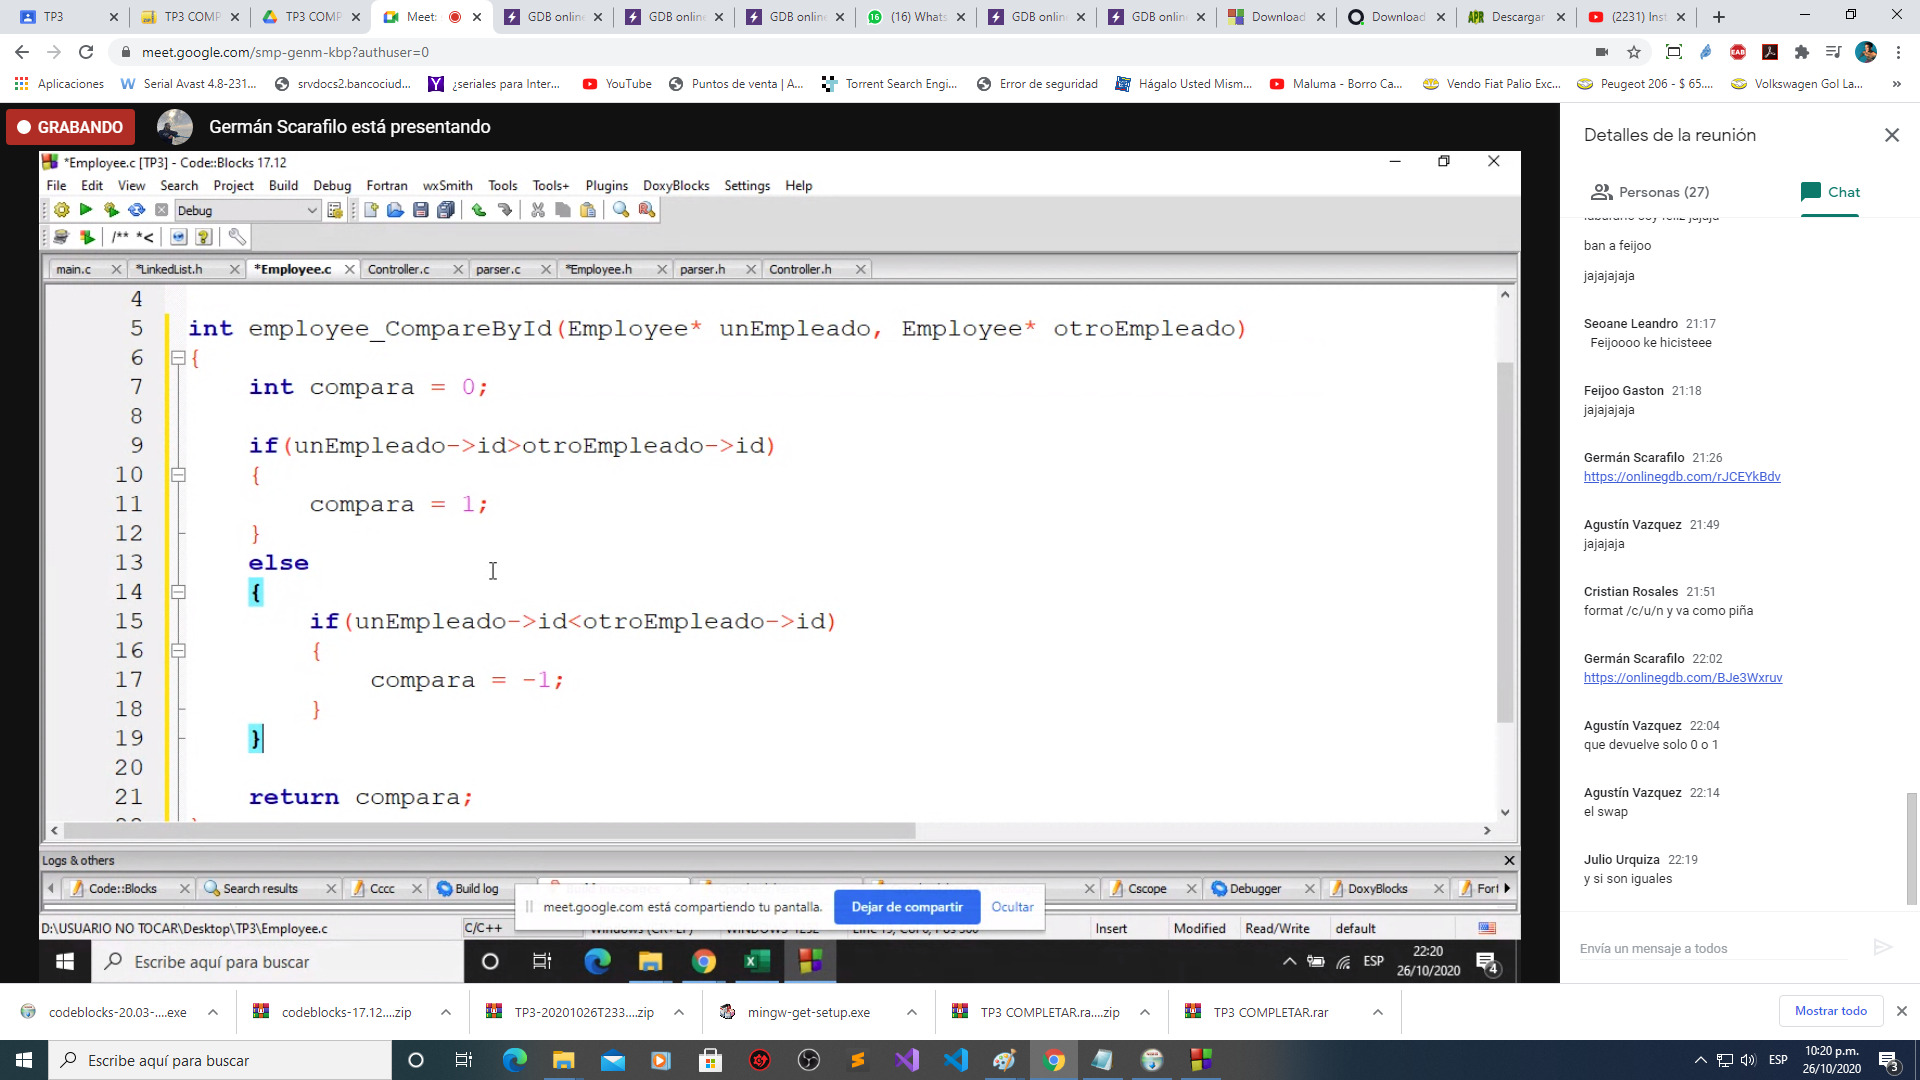 TP3
TP3 COMP
TP3 COMP
Meet:
GDB online
GDB online
GDB online
(16) Whats
GDB online
GDB online
Download
Download
Descargar
(2231) Inst
meet.google.com/smp-genm-kbp?authuser=0
Aplicaciones
Serial Avast 4.8-231...
srvdocs2.bancociud...
¿seriales para Inter...
YouTube
Puntos de venta | A...
Torrent Search Engi...
Error de seguridad
Hágalo Usted Mism...
Maluma - Borro Ca...
Vendo Fiat Palio Exc...
Peugeot 206 - $ 65....
Volkswagen Gol La...
»
GRABANDO
Germán Scarafilo está presentando
*Employee.c [TP3] - Code::Blocks 17.12
File Edit View Search Project Build Debug Fortran wxSmith Tools Tools+ Plugins DoxyBlocks Settings Help
Debug
/** *<
main.c
*LinkedList.h
*Employee.c
Controller.c
parser.c
*Employee.h
parser.h
Controller.h
4
5 int employee_CompareById(Employee* unEmpleado, Employee* otroEmpleado)
6 {
7 int compara = 0;
8
9 if(unEmpleado->id>otroEmpleado->id)
10 {
11 compara = 1;
12 }
13 else
14 {
15 if(unEmpleado->id<otroEmpleado->id)
16 {
17 compara = -1;
18 }
19 }
20
21 return compara;
Logs & others
Code::Blocks
Search results
Cccc
Build log
Cscope
Debugger
DoxyBlocks
Fort
meet.google.com está compartiendo tu pantalla.
Dejar de compartir
Ocultar
D:\USUARIO NO TOCAR\Desktop\TP3\Employee.c
C/C++
Insert
Modified
Read/Write
default
Escribe aquí para buscar
ESP
22:20
26/10/2020
4
Detalles de la reunión
Personas (27)
Chat
ban a feijoo
jajajajaja
Seoane Leandro 21:17
Feijoooo ke hicisteee
Feijoo Gaston 21:18
jajajajaja
Germán Scarafilo 21:26
https://onlinegdb.com/rJCEYkBdv
Agustín Vazquez 21:49
jajajaja
Cristian Rosales 21:51
format /c/u/n y va como piña
Germán Scarafilo 22:02
https://onlinegdb.com/BJe3Wxruv
Agustín Vazquez 22:04
que devuelve solo 0 o 1
Agustín Vazquez 22:14
el swap
Julio Urquiza 22:19
y si son iguales
Envía un mensaje a todos
codeblocks-20.03-....exe
codeblocks-17.12....zip
TP3-20201026T233....zip
mingw-get-setup.exe
TP3 COMPLETAR.ra....zip
TP3 COMPLETAR.rar
Mostrar todo
Escribe aquí para buscar
ESP
10:20 p.m.
26/10/2020
3